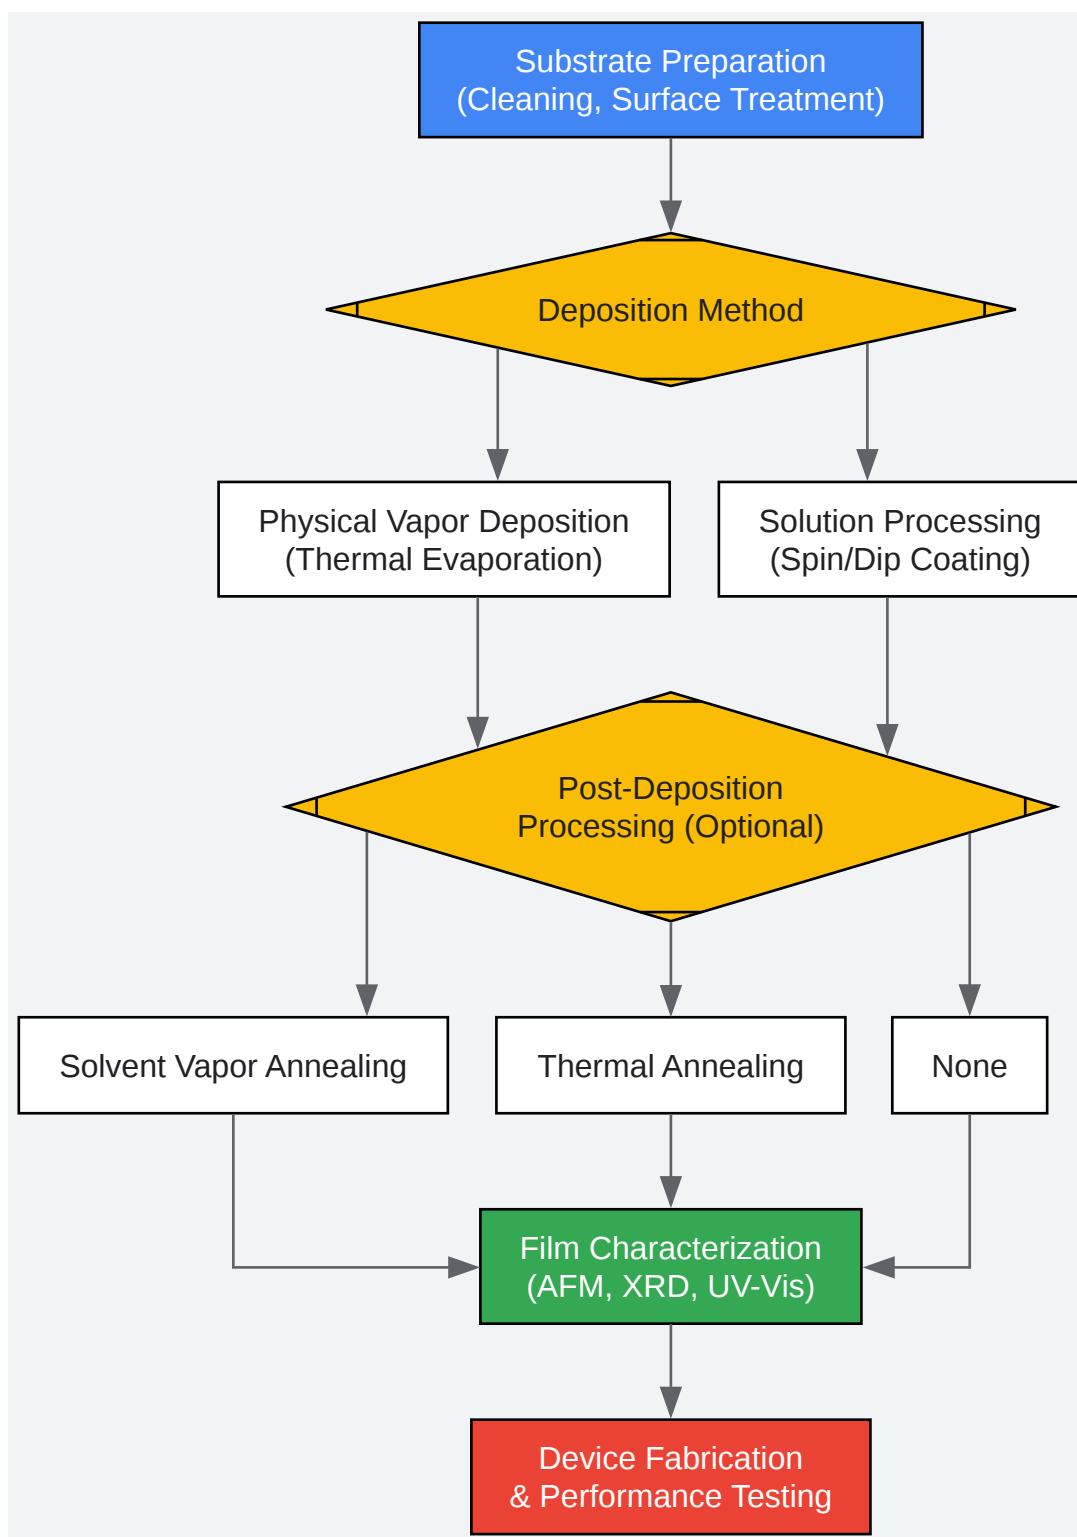 Substrate Preparation
(Cleaning, Surface Treatment)
Deposition Method
Physical Vapor Deposition
(Thermal Evaporation)
Solution Processing
(Spin/Dip Coating)
Post-Deposition
Processing (Optional)
Solvent Vapor Annealing
Thermal Annealing
None
Film Characterization
(AFM, XRD, UV-Vis)
Device Fabrication
& Performance Testing